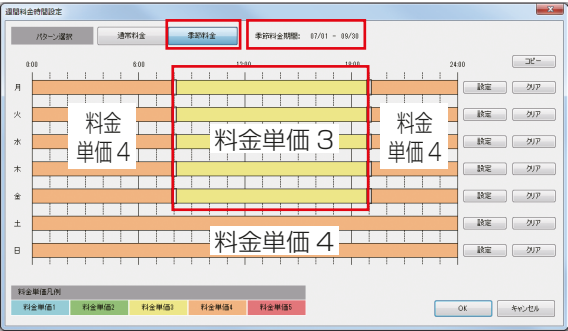 週間料金時間設定
パターン選択 通常料金 季節料金 季節料金期間: 07/01 - 09/30
コピー
0:00 6:00 12:00 18:00 24:00
月 設定 クリア
火 設定 クリア
水 設定 クリア
木 設定 クリア
金 設定 クリア
土 設定 クリア
日 設定 クリア
料金
単価４
料金単価３
料金
単価４
料金単価４
料金単価凡例
料金単価1 料金単価2 料金単価3 料金単価4 料金単価5
OK キャンセル